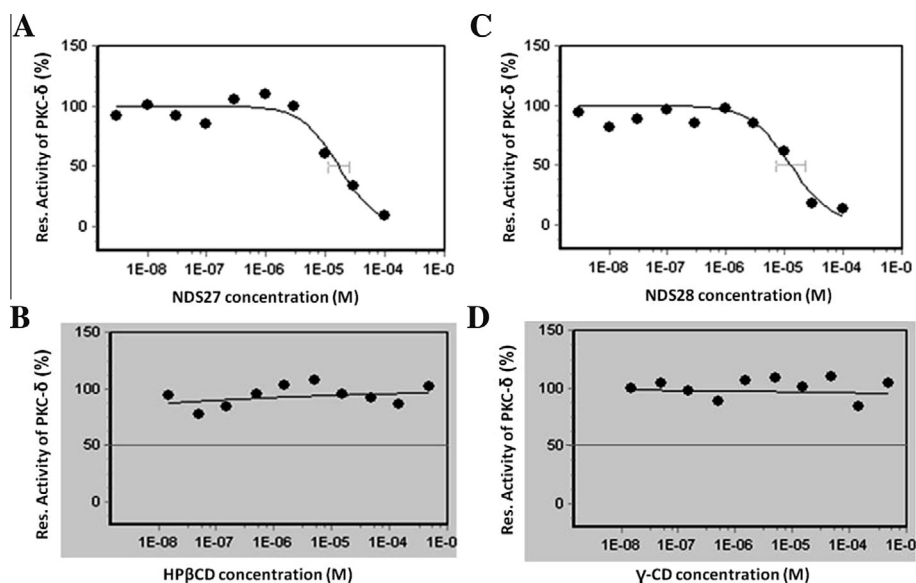 A
Res. Activity of PKC-δ (%)
150
100
50
0
1E-08 1E-07 1E-06 1E-05 1E-04 1E-0
NDS27 concentration (M)
C
Res. Activity of PKC-δ (%)
150
100
50
0
1E-08 1E-07 1E-06 1E-05 1E-04 1E-0
NDS28 concentration (M)
B
Res. Activity of PKC-δ (%)
150
100
50
0
1E-08 1E-07 1E-06 1E-05 1E-04 1E-0
HPβCD concentration (M)
D
Res. Activity of PKC-δ (%)
150
100
50
0
1E-08 1E-07 1E-06 1E-05 1E-04 1E-0
γ-CD concentration (M)